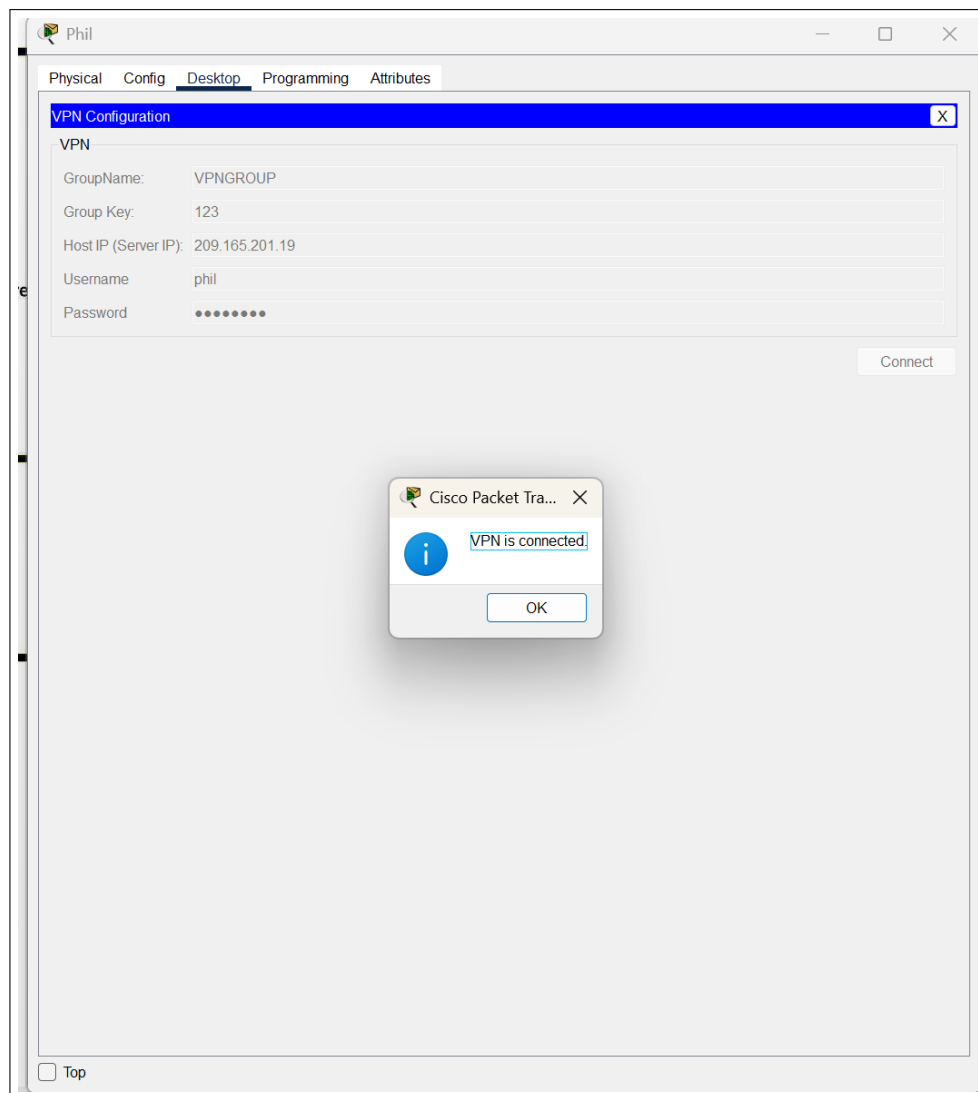 Phil
Physical Config Desktop Programming Attributes
VPN Configuration X
VPN
GroupName: VPNGROUP
Group Key: 123
Host IP (Server IP): 209.165.201.19
Username phil
Password ●●●●●●●●
Connect
Cisco Packet Tra...
VPN is connected.
OK
Top